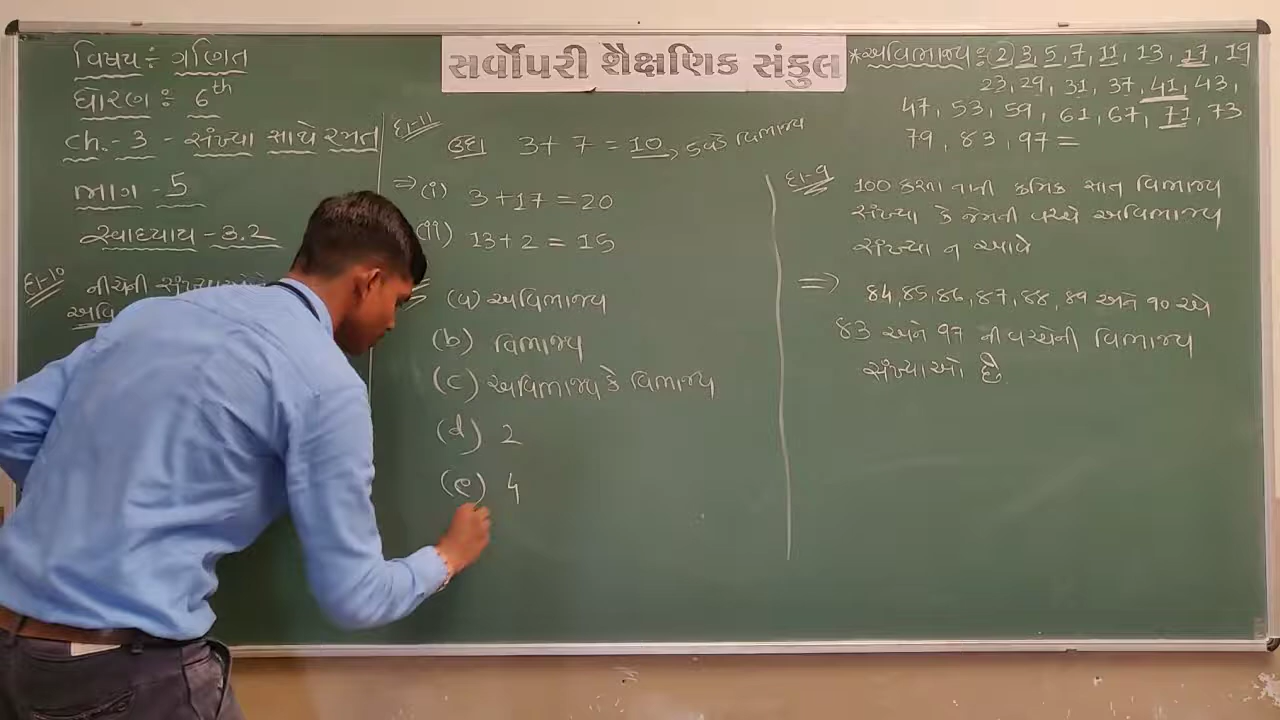 સર્વોપરી શૈક્ષણિક સંકુલ
વિષય : ગણિત
ધોરણ : 6th
ch. - 3 - સંખ્યા સાથે રમત
ભાગ - 5
સ્વાધ્યાય - 3.2
દા-10 નીચેની
દા-11
ઉદા 3 + 7 = 10 → 5 વડે વિભાજ્ય
⇒ (i) 3 + 17 = 20
(ii) 13 + 2 = 15
(a) અવિભાજ્ય
(b) વિભાજ્ય
(c) અવિભાજ્ય કે વિભાજ્ય
(d) 2
(e) 4
*અવિભાજ્ય : 2, 3, 5, 7, 11, 13, 17, 19
23, 29, 31, 37, 41, 43,
47, 53, 59, 61, 67, 71, 73
79, 83, 97 =
દા-9 100 કરતા નાની ક્રમિક સાત વિભાજ્ય
સંખ્યા કે જેમની વચ્ચે અવિભાજ્ય
સંખ્યા ન આવે
⇒ 84, 85, 86, 87, 88, 89 અને 90 એ
83 અને 97 ની વચ્ચેની વિભાજ્ય
સંખ્યાઓ છે.